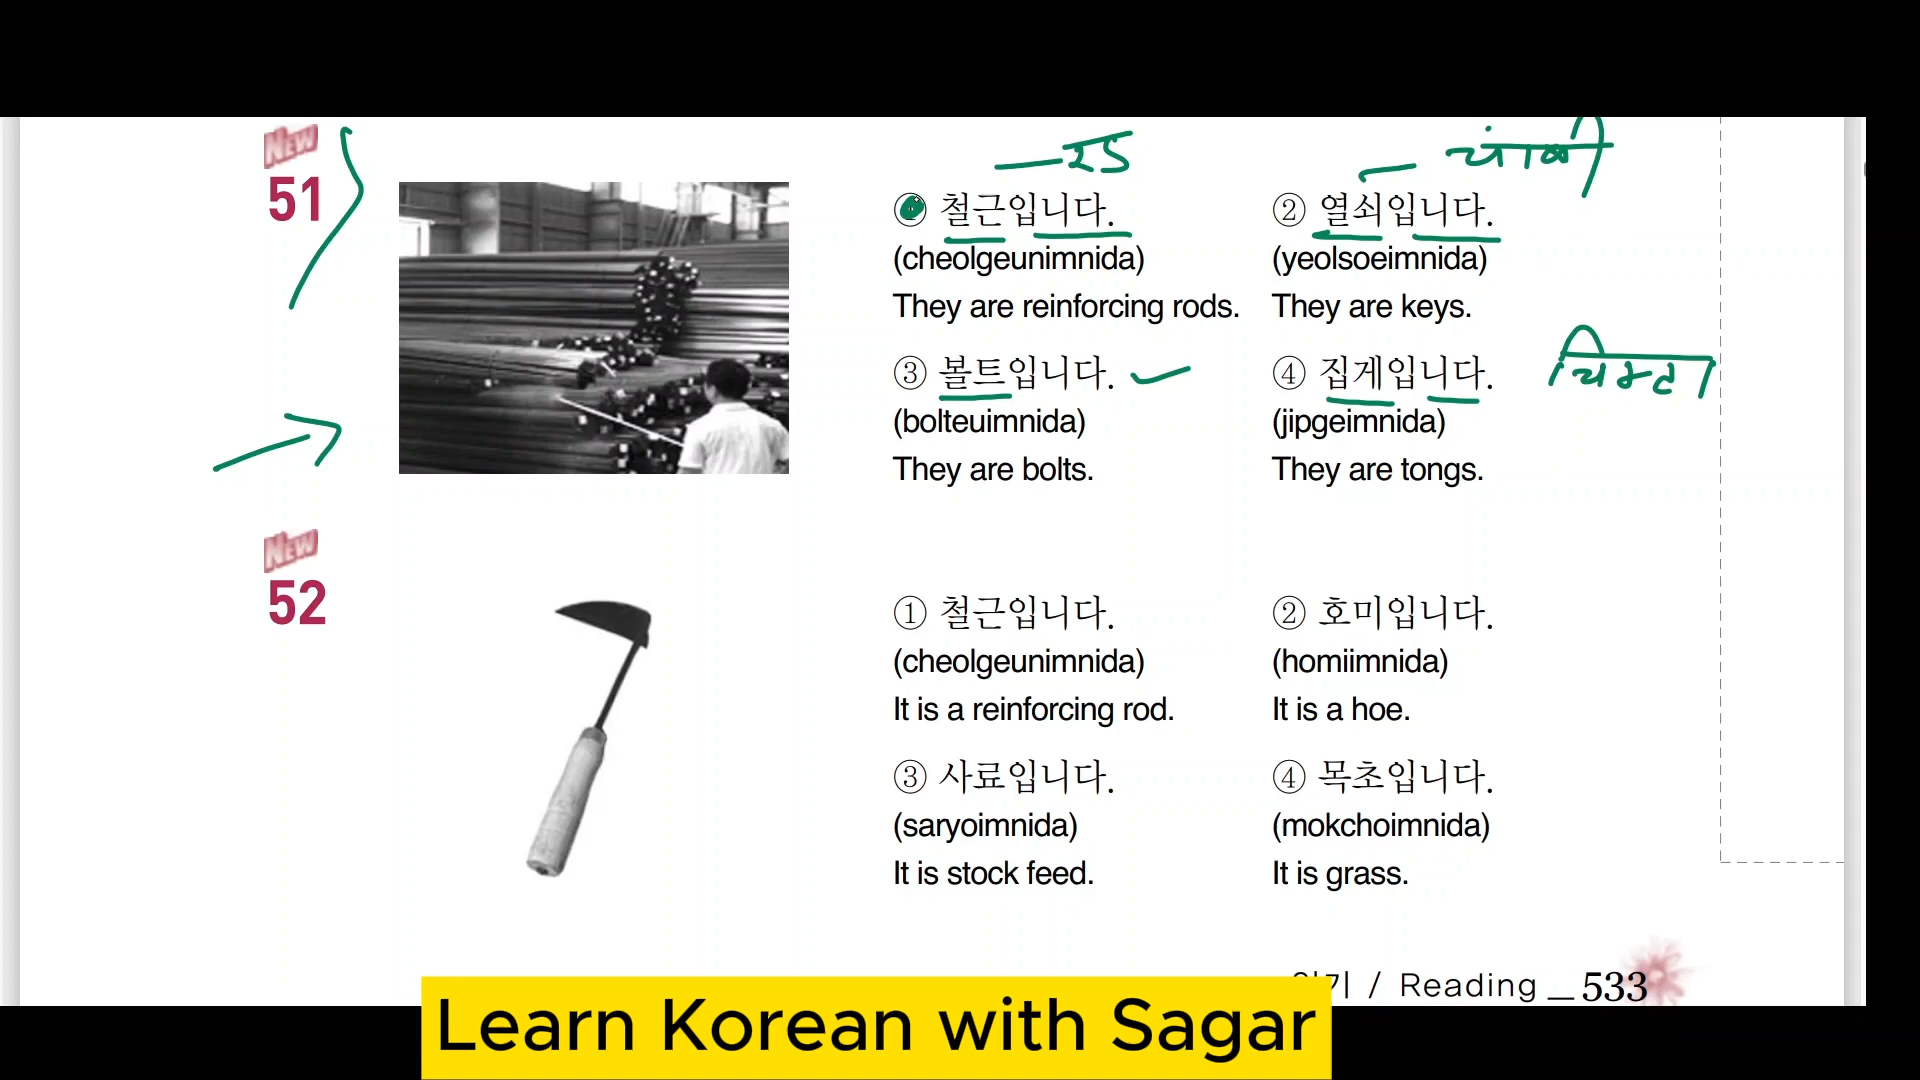 NEW
51
रड
चाबी
① 철근입니다.
② 열쇠입니다.
(cheolgeunimnida)
(yeolsoeimnida)
They are reinforcing rods.
They are keys.
③ 볼트입니다.
④ 집게입니다.
चिम्टा
(bolteuimnida)
(jipgeimnida)
They are bolts.
They are tongs.
NEW
52
① 철근입니다.
② 호미입니다.
(cheolgeunimnida)
(homiimnida)
It is a reinforcing rod.
It is a hoe.
③ 사료입니다.
④ 목초입니다.
(saryoimnida)
(mokchoimnida)
It is stock feed.
It is grass.
/ Reading _ 533
Learn Korean with Sagar